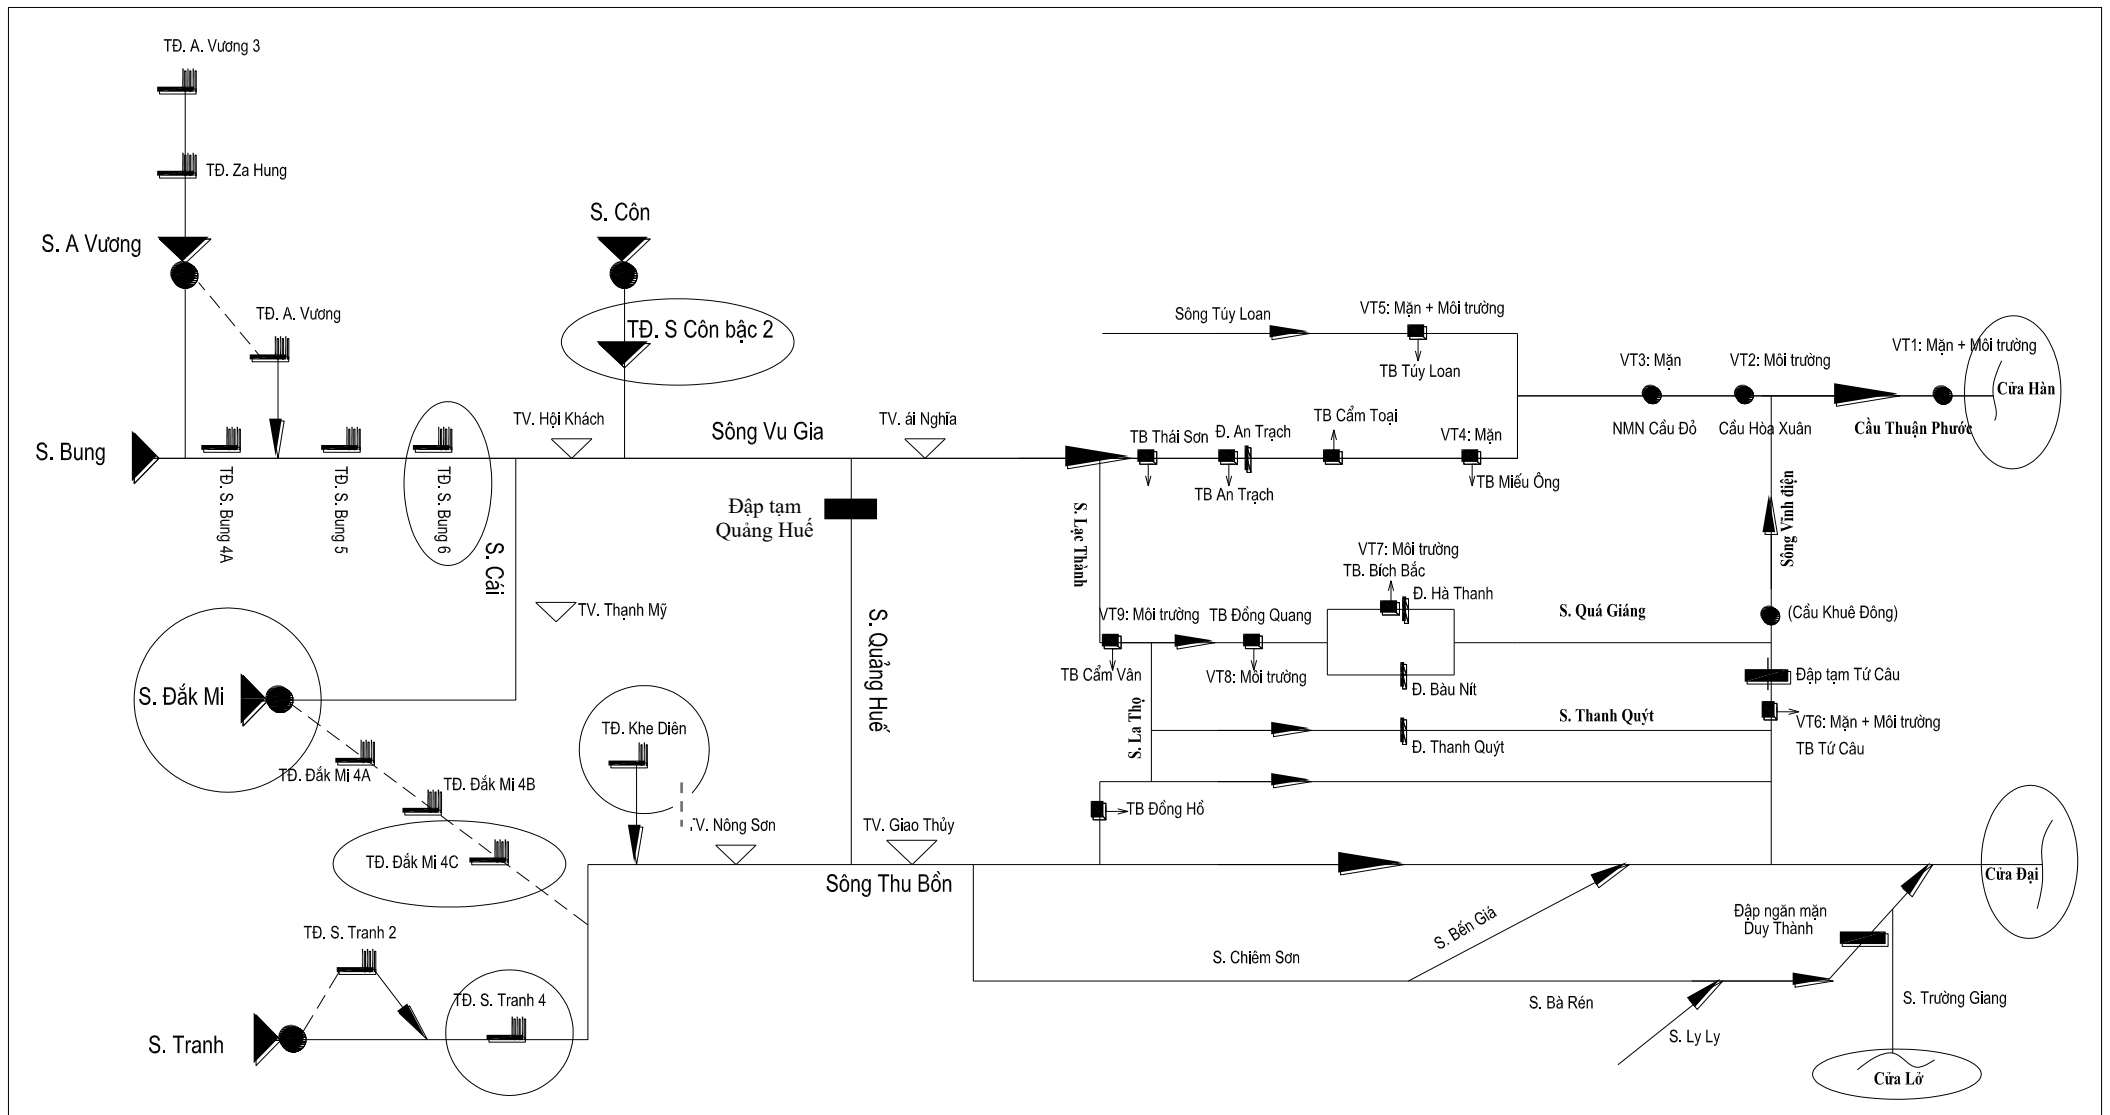 TĐ. A. Vương 3
TĐ. Za Hung
S. A Vương
S. Côn
TĐ. A. Vương
TĐ. S Côn bậc 2
Sông Túy Loan
VT5: Mặn + Môi trường
TB Túy Loan
VT3: Mặn
VT2: Môi trường
VT1: Mặn + Môi trường
Cửa Hàn
NMN Cầu Đỏ
Cầu Hòa Xuân
Cầu Thuận Phước
S. Bung
TĐ. S. Bung 4A
TĐ. S. Bung 5
TĐ. S. Bung 6
TV. Hội Khách
Sông Vu Gia
TV. ái Nghĩa
TB Thái Sơn
Đ. An Trạch
TB Cẩm Toại
VT4: Mặn
TB An Trạch
TB Miếu Ông
Đập tạm
Quảng Huế
S. Cái
S. Lạc Thành
Sông Vĩnh điện
TV. Thạnh Mỹ
S. Quảng Huế
VT7: Môi trường
TB. Bích Bắc
Đ. Hà Thanh
VT9: Môi trường
TB Đồng Quang
S. Quá Giáng
(Cầu Khuê Đông)
TB Cẩm Vân
VT8: Môi trường
Đ. Bàu Nít
Đập tạm Tứ Câu
S. Đắk Mi
S. La Thọ
S. Thanh Quýt
VT6: Mặn + Môi trường
TB Tứ Câu
Đ. Thanh Quýt
TĐ. Khe Diên
TĐ. Đắk Mi 4A
TĐ. Đắk Mi 4B
TB Đồng Hồ
TV. Nông Sơn
TV. Giao Thủy
TĐ. Đắk Mi 4C
Sông Thu Bồn
Cửa Đại
S. Bến Giá
Đập ngăn mặn
Duy Thành
TĐ. S. Tranh 2
S. Chiêm Sơn
TĐ. S. Tranh 4
S. Bà Rén
S. Trường Giang
S. Tranh
S. Ly Ly
Cửa Lở